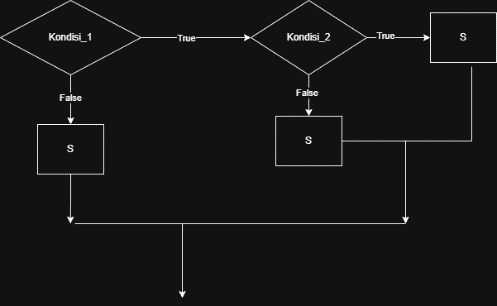 Kondisi_1
True
Kondisi_2
True
S
False
False
S
S